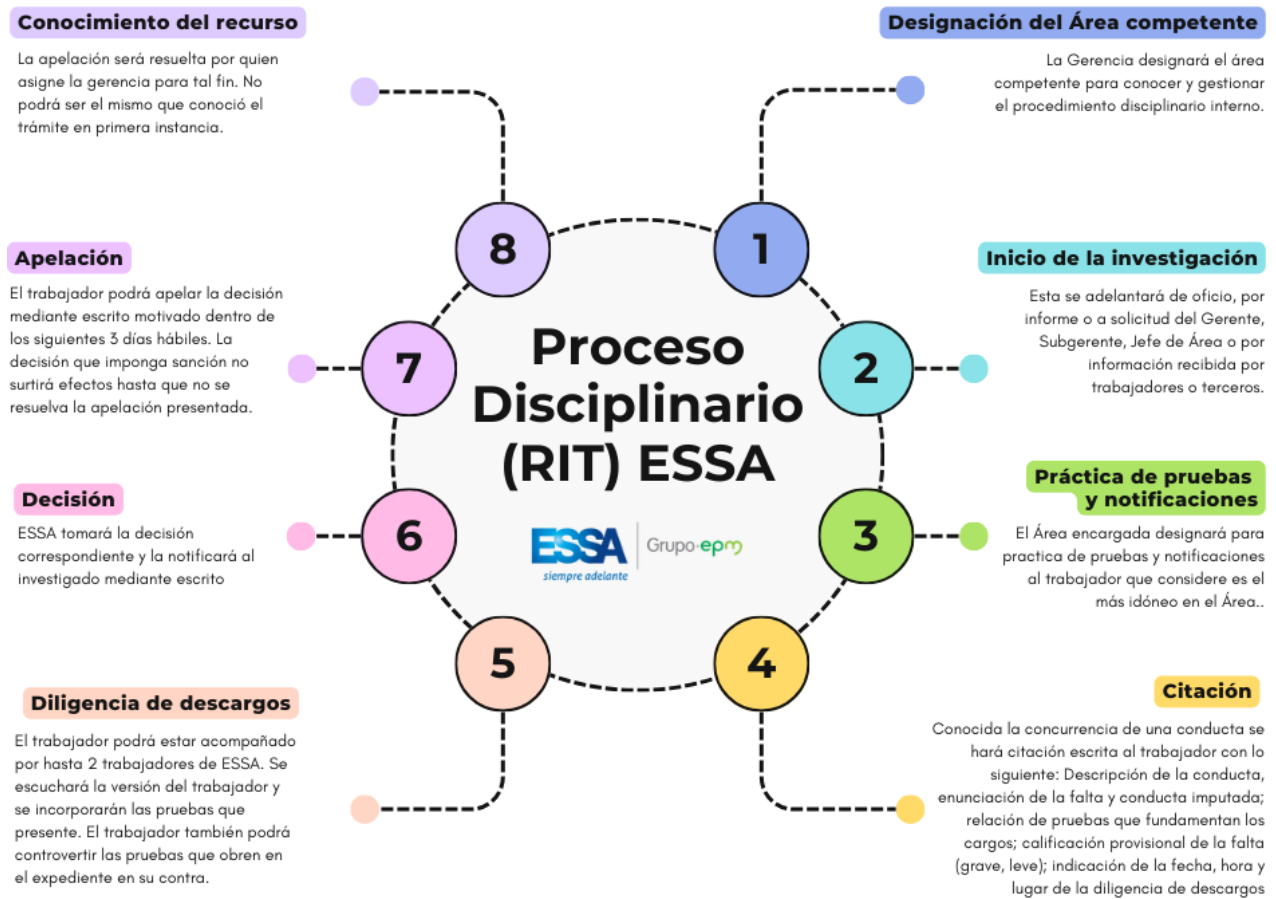 Conocimiento del recurso
La apelación será resuelta por quien
asigne la gerencia para tal fin. No
podrá ser el mismo que conoció el
trámite en primera instancia.
Designación del Área competente
La Gerencia designará el área
competente para conocer y gestionar
el procedimiento disciplinario interno.
8
1
Apelación
El trabajador podrá apelar la decisión
mediante escrito motivado dentro de
los siguientes 3 días hábiles. La
decisión que imponga sanción no
surtirá efectos hasta que no se
resuelva la apelación presentada.
7
Inicio de la investigación
Esta se adelantará de oficio, por
informe o a solicitud del Gerente,
Subgerente, Jefe de Área o por
información recibida por
trabajadores o terceros.
2
Proceso
Disciplinario
(RIT) ESSA
ESSA
siempre adelante
Grupo·epm
Decisión
ESSA tomará la decisión
correspondiente y la notificará al
investigado mediante escrito
6
Práctica de pruebas
y notificaciones
El Área encargada designará para
practica de pruebas y notificaciones
al trabajador que considere es el
más idóneo en el Área..
3
5
4
Diligencia de descargos
El trabajador podrá estar acompañado
por hasta 2 trabajadores de ESSA. Se
escuchará la versión del trabajador y
se incorporarán las pruebas que
presente. El trabajador también podrá
controvertir las pruebas que obren en
el expediente en su contra.
Citación
Conocida la concurrencia de una conducta se
hará citación escrita al trabajador con lo
siguiente: Descripción de la conducta,
enunciación de la falta y conducta imputada;
relación de pruebas que fundamentan los
cargos; calificación provisional de la falta
(grave, leve); indicación de la fecha, hora y
lugar de la diligencia de descargos